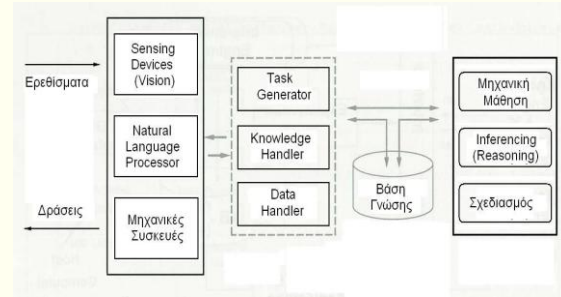 Ερεθίσματα
Δράσεις
Sensing
Devices
(Vision)
Natural
Language
Processor
Μηχανικές
Συσκευές
Task
Generator
Knowledge
Handler
Data
Handler
Βάση
Γνώσης
Μηχανική
Μάθηση
Inferencing
(Reasoning)
Σχεδιασμός